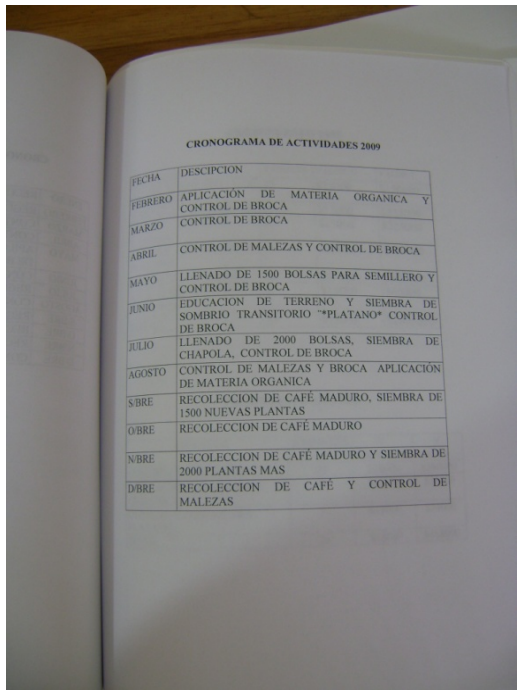 CRONOGRAMA DE ACTIVIDADES 2009
FECHA DESCIPCION
FEBRERO APLICACIÓN DE MATERIA ORGANICA Y
CONTROL DE BROCA
MARZO CONTROL DE BROCA
ABRIL CONTROL DE MALEZAS Y CONTROL DE BROCA
MAYO LLENADO DE 1500 BOLSAS PARA SEMILLERO Y
CONTROL DE BROCA
JUNIO EDUCACION DE TERRENO Y SIEMBRA DE
SOMBRIO TRANSITORIO ¨*PLATANO* CONTROL
DE BROCA
JULIO LLENADO DE 2000 BOLSAS, SIEMBRA DE
CHAPOLA, CONTROL DE BROCA
AGOSTO CONTROL DE MALEZAS Y BROCA APLICACIÓN
DE MATERIA ORGANICA
S/BRE RECOLECCION DE CAFÉ MADURO, SIEMBRA DE
1500 NUEVAS PLANTAS
O/BRE RECOLECCION DE CAFÉ MADURO
N/BRE RECOLECCION DE CAFÉ MADURO Y SIEMBRA DE
2000 PLANTAS MAS
D/BRE RECOLECCION DE CAFÉ Y CONTROL DE
MALEZAS